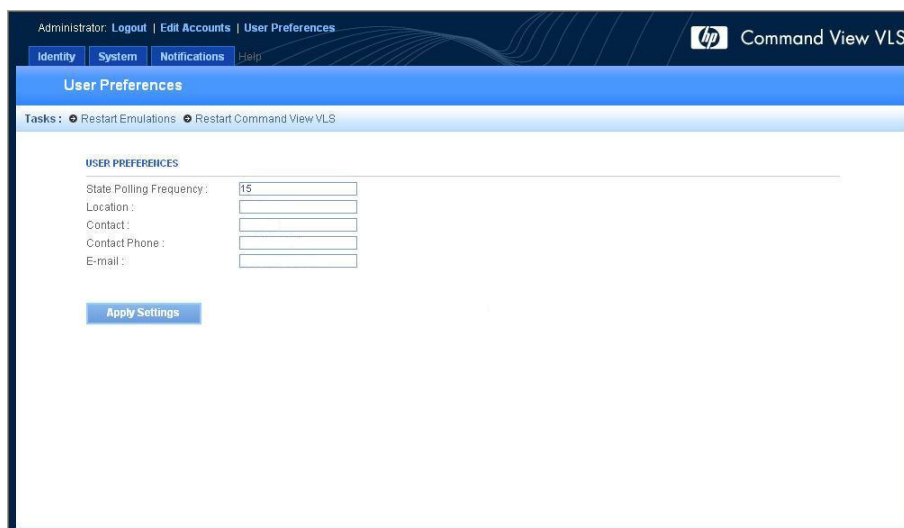 Administrator: Logout | Edit Accounts | User Preferences
hp Command View VLS
Identity System Notifications Help
User Preferences
Tasks: Restart Emulations Restart Command View VLS
USER PREFERENCES
State Polling Frequency : 15
Location :
Contact :
Contact Phone :
E-mail :
Apply Settings